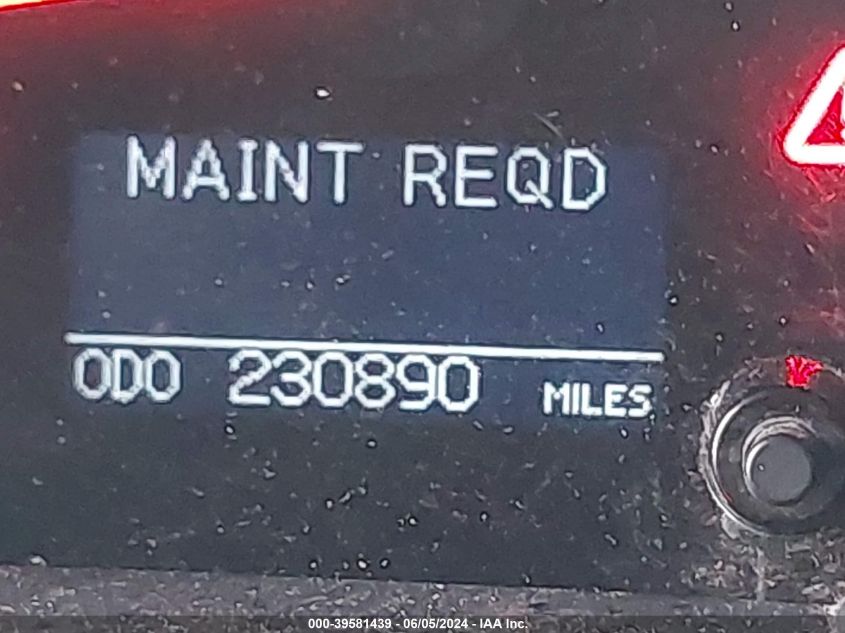 MAINT REQD
ODO 230890 MILES
000-39581439 - 06/05/2024 - IAA Inc.